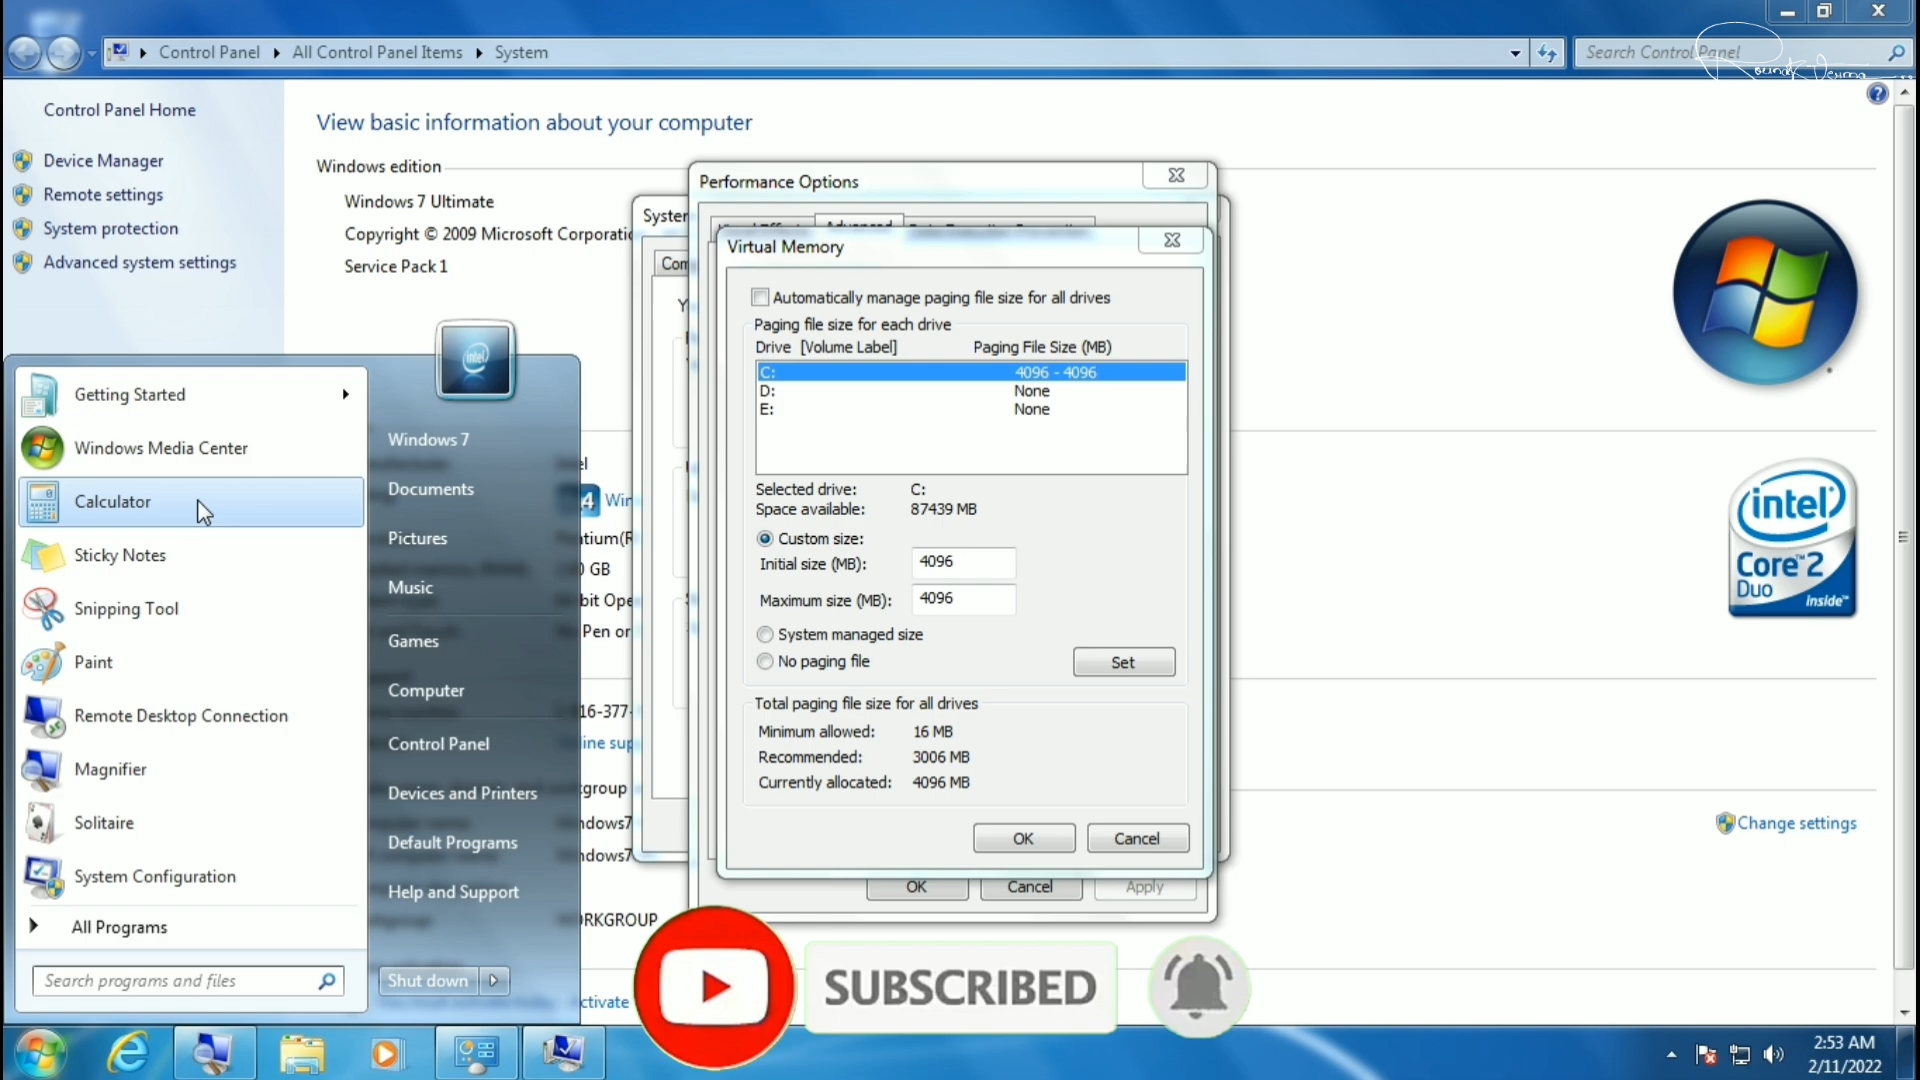 Control Panel
All Control Panel Items
System
Search Control Panel
Control Panel Home
Device Manager
Remote settings
System protection
Advanced system settings
View basic information about your computer
Windows edition
Windows 7 Ultimate
Copyright © 2009 Microsoft Corporatio
Service Pack 1
Performance Options
Advanced
Virtual Memory
Automatically manage paging file size for all drives
Paging file size for each drive
Drive [Volume Label] Paging File Size (MB)
C: 4096 - 4096
D: None
E: None
Selected drive: C:
Space available: 87439 MB
Custom size:
Initial size (MB): 4096
Maximum size (MB): 4096
System managed size
No paging file
Set
Total paging file size for all drives
Minimum allowed: 16 MB
Recommended: 3006 MB
Currently allocated: 4096 MB
OK Cancel
OK Cancel Apply
Getting Started
Windows Media Center
Calculator
Sticky Notes
Snipping Tool
Paint
Remote Desktop Connection
Magnifier
Solitaire
System Configuration
All Programs
Search programs and files
intel
Windows 7
Documents
Pictures
Music
Games
Computer
Control Panel
Devices and Printers
Default Programs
Help and Support
Shut down
intel
Core™2
Duo
inside™
Change settings
SUBSCRIBED
2:53 AM
2/11/2022